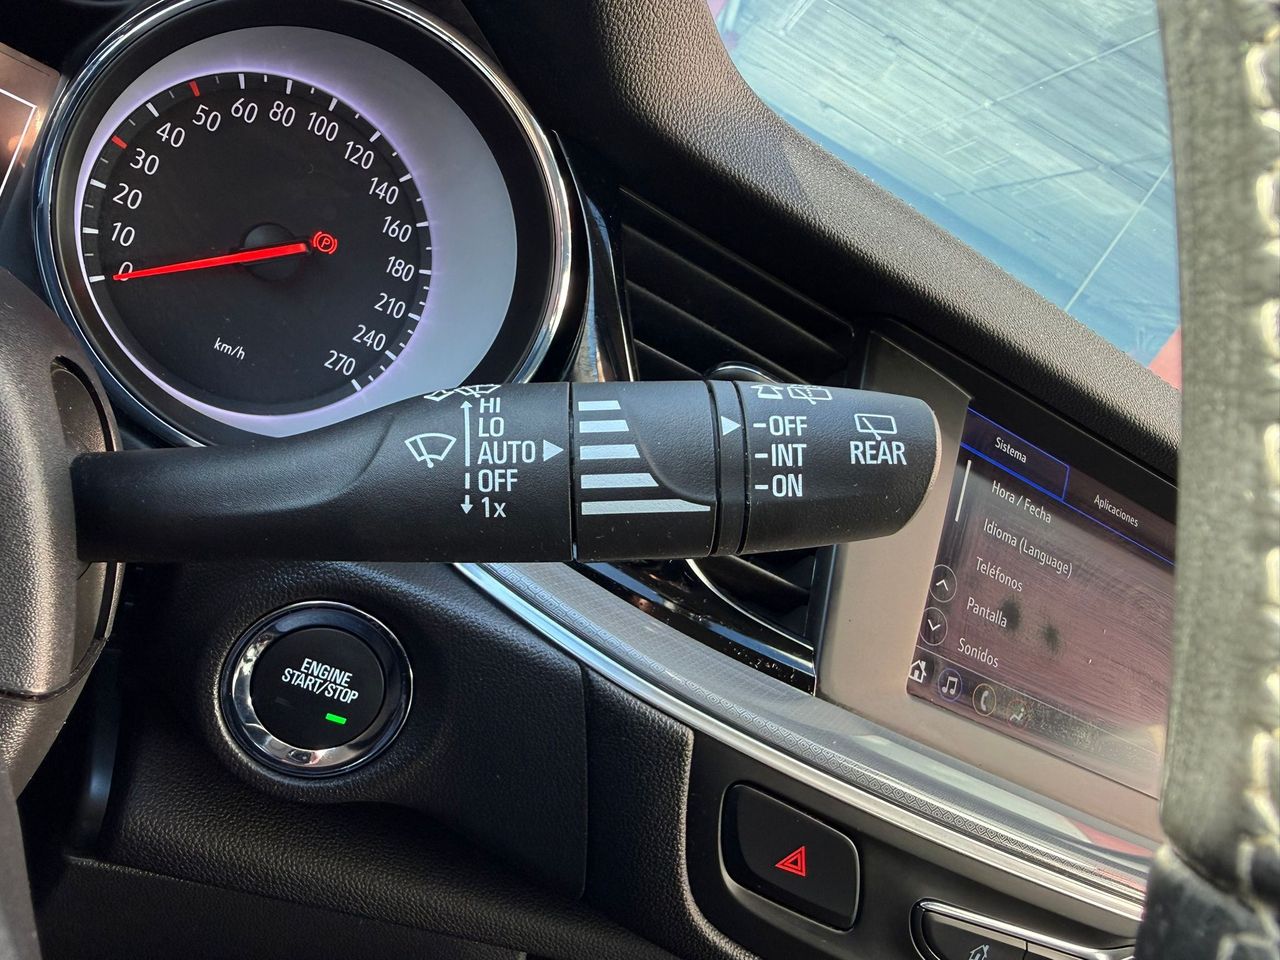 0
10
20
30
40
50
60
80
100
120
140
160
180
210
240
270
km/h
P
HI
LO
AUTO
OFF
1x
-OFF
-INT
-ON
REAR
ENGINE
START/STOP
Sistema
Aplicaciones
Hora / Fecha
Idioma (Language)
Teléfonos
Pantalla
Sonidos